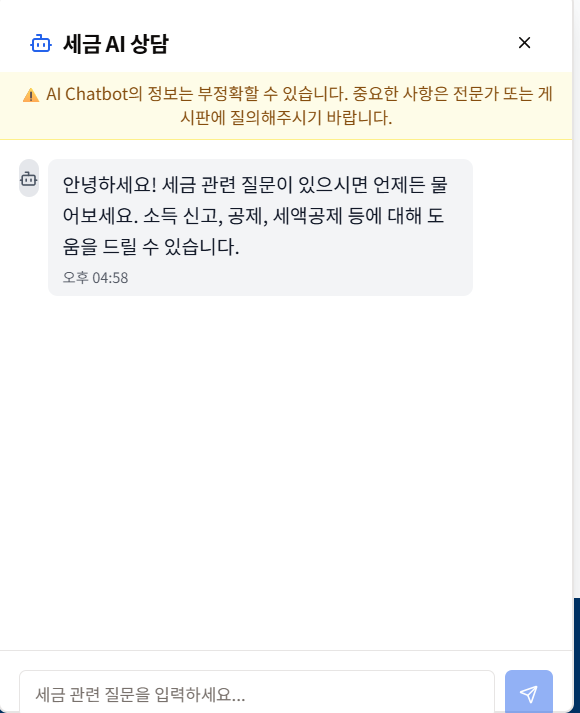 세금 AI 상담
⚠️ AI Chatbot의 정보는 부정확할 수 있습니다. 중요한 사항은 전문가 또는 게
시판에 질의해주시기 바랍니다.
안녕하세요! 세금 관련 질문이 있으시면 언제든 물
어보세요. 소득 신고, 공제, 세액공제 등에 대해 도
움을 드릴 수 있습니다.
오후 04:58
세금 관련 질문을 입력하세요...